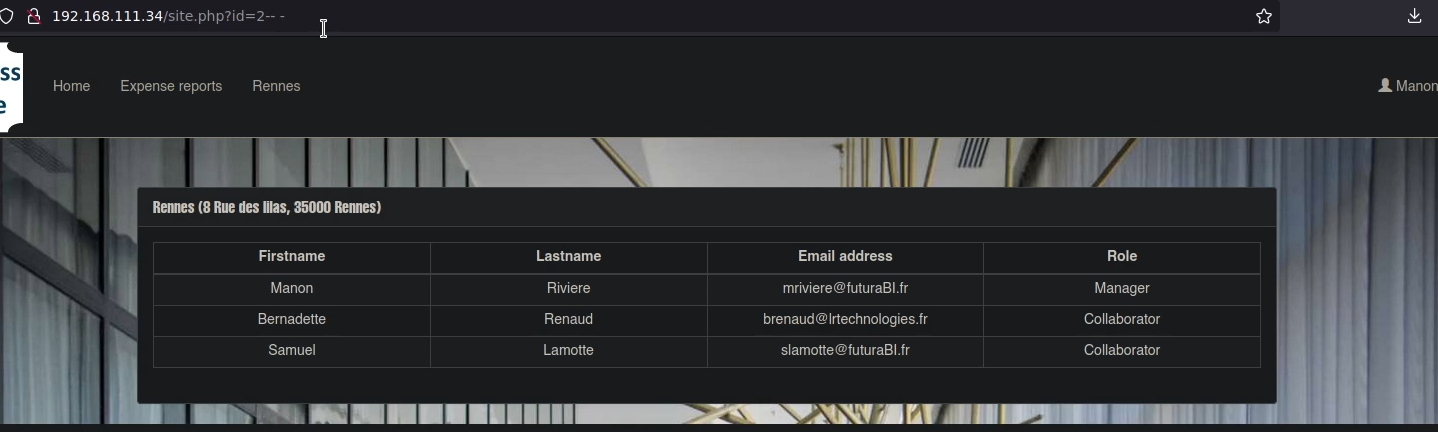 192.168.111.34/site.php?id=2-- -
ss
e
Home Expense reports Rennes Manon
Rennes (8 Rue des lilas, 35000 Rennes)
Firstname Lastname Email address Role
Manon Riviere mriviere@futuraBI.fr Manager
Bernadette Renaud brenaud@lrtechnologies.fr Collaborator
Samuel Lamotte slamotte@futuraBI.fr Collaborator